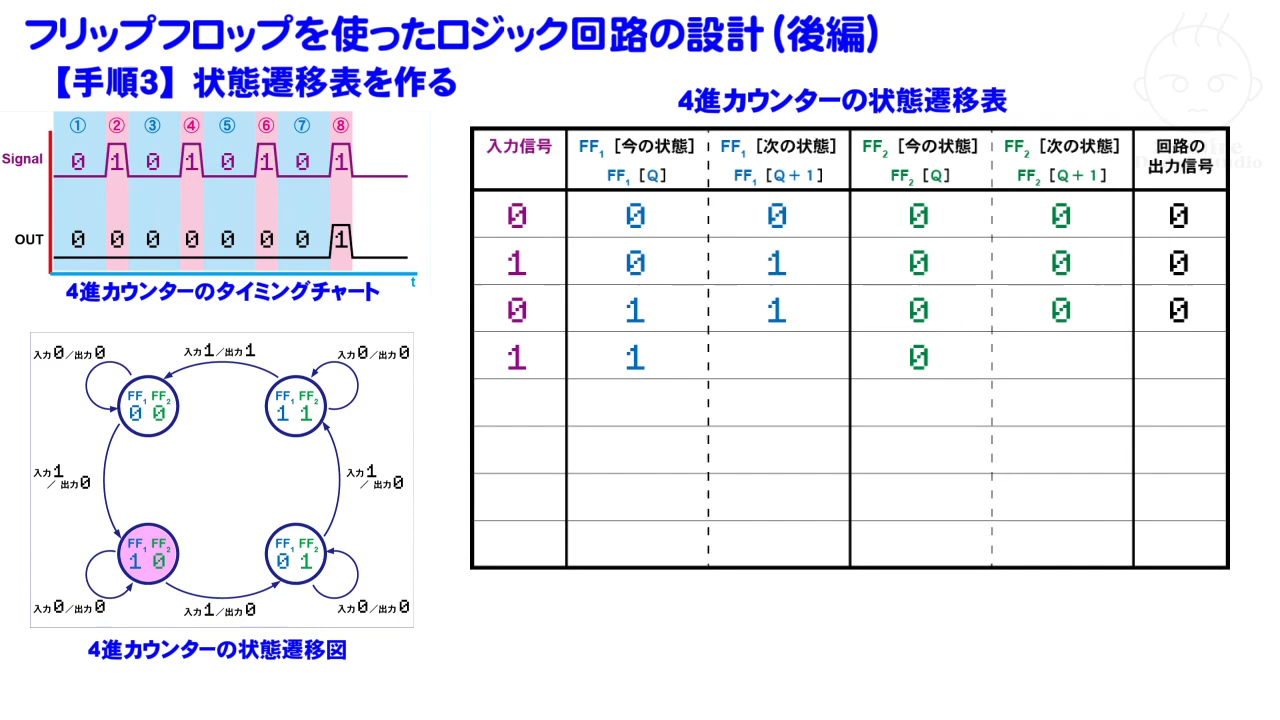 フリップフロップを使ったロジック回路の設計(後編)
【手順3】状態遷移表を作る
① ② ③ ④ ⑤ ⑥ ⑦ ⑧
Signal 0 1 0 1 0 1 0 1
OUT 0 0 0 0 0 0 0 1
t
4進カウンターのタイミングチャート
入力0/出力0 入力1/出力1 入力0/出力0
FF1 FF2 FF1 FF2
0 0 1 1
入力1 入力1
/出力0 /出力0
FF1 FF2 FF1 FF2
1 0 0 1
入力0/出力0 入力1/出力0 入力0/出力0
4進カウンターの状態遷移図
4進カウンターの状態遷移表
入力信号 FF1 [今の状態] FF1 [次の状態] FF2 [今の状態] FF2 [次の状態] 回路の
FF1 [Q] FF1 [Q+1] FF2 [Q] FF2 [Q+1] 出力信号
0 0 0 0 0 0
1 0 1 0 0 0
0 1 1 0 0 0
1 1 0